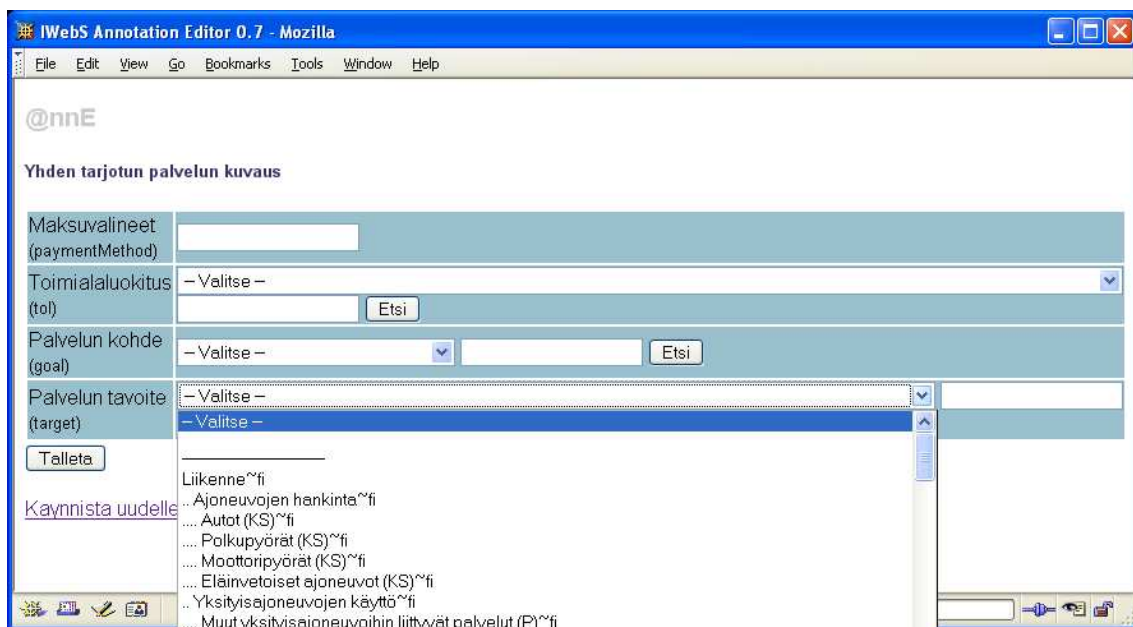 IWebS Annotation Editor 0.7 - Mozilla
File Edit View Go Bookmarks Tools Window Help
@nnE
Yhden tarjotun palvelun kuvaus
Maksuvalineet
(paymentMethod)
Toimialaluokitus
– Valitse –
(tol)
Etsi
Palvelun kohde
(goal)
– Valitse –
Etsi
Palvelun tavoite
(target)
– Valitse –
– Valitse –
Talleta
Kaynnista uudelle
Liikenne~fi
.. Ajoneuvojen hankinta~fi
.... Autot (KS)~fi
.... Polkupyörät (KS)~fi
.... Moottoripyörät (KS)~fi
.... Eläinvetoiset ajoneuvot (KS)~fi
.. Yksityisajoneuvojen käyttö~fi
.... Muut yksityisajoneuvoihin liittyvät palvelut (P)~fi